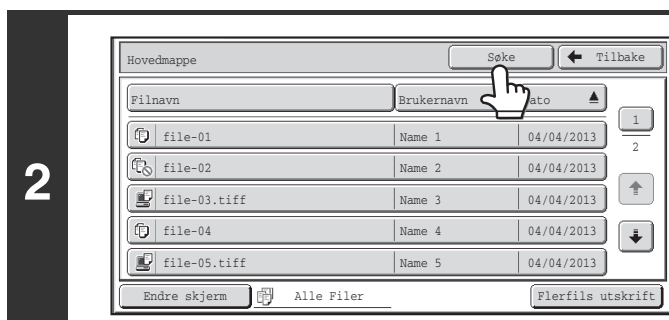 2
Hovedmappe Søke Tilbake
Filnavn Brukernavn ato
file-01 Name 1 04/04/2013
file-02 Name 2 04/04/2013
file-03.tiff Name 3 04/04/2013
file-04 Name 4 04/04/2013
file-05.tiff Name 5 04/04/2013
1
2
Endre skjerm Alle Filer Flerfils utskrift